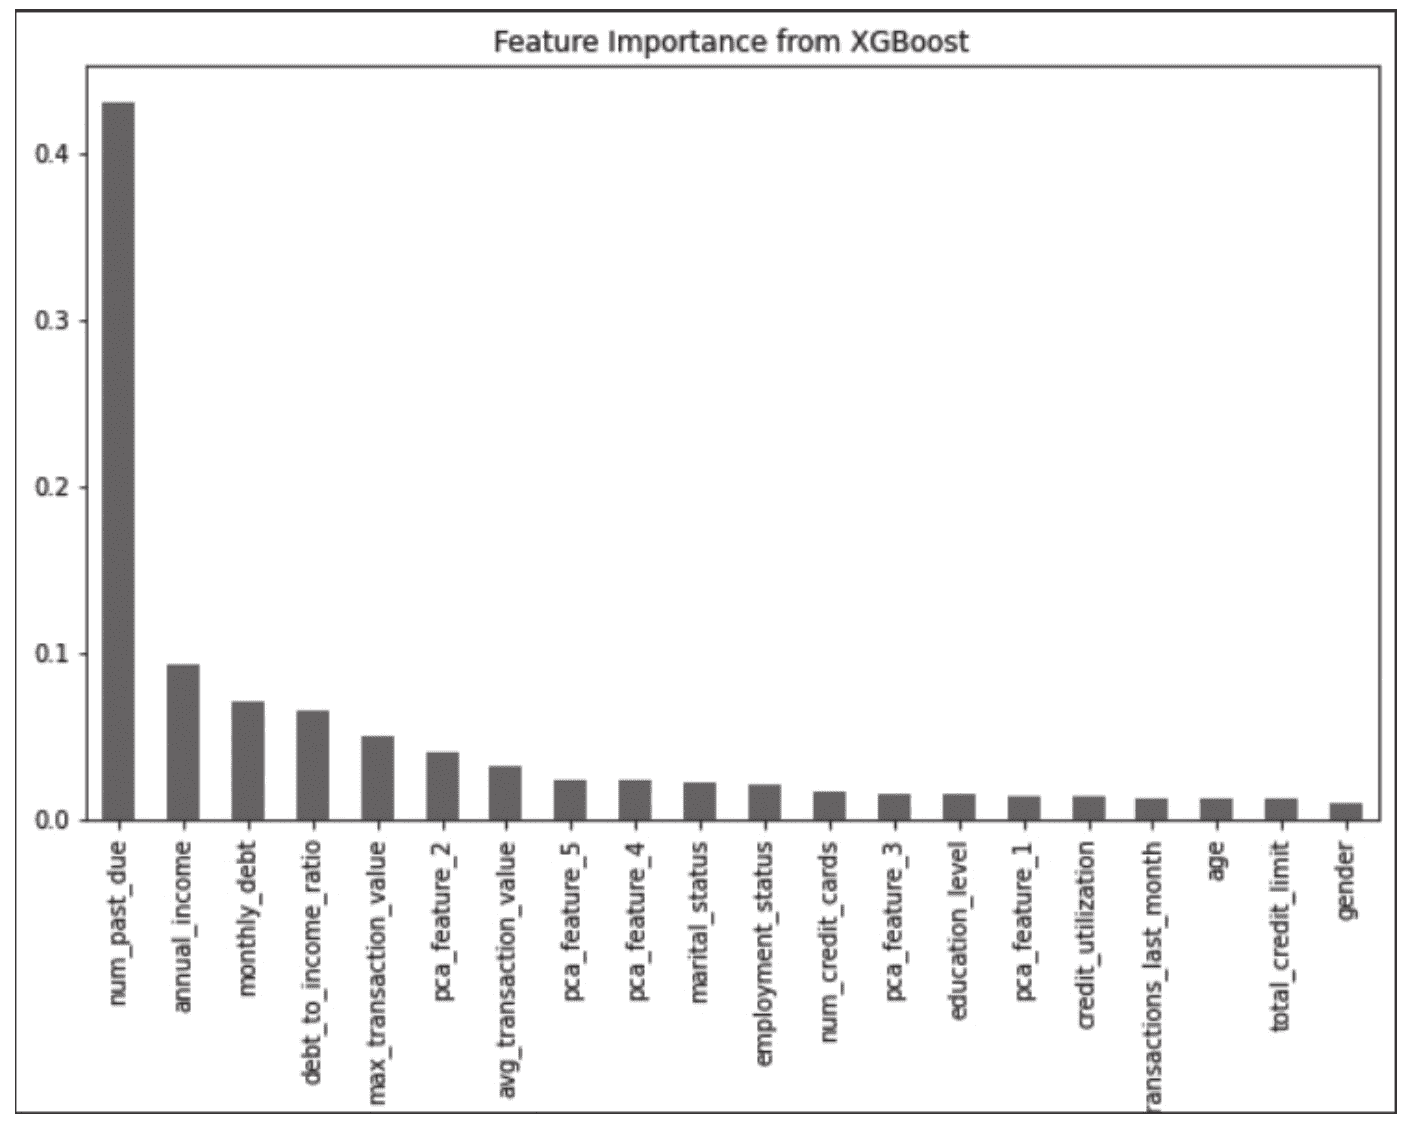 Feature Importance from XGBoost
0.4
0.3
0.2
0.1
0.0
num_past_due
annual_income
monthly_debt
debt_to_income_ratio
max_transaction_value
pca_feature_2
avg_transaction_value
pca_feature_5
pca_feature_4
marital_status
employment_status
num_credit_cards
pca_feature_3
education_level
pca_feature_1
credit_utilization
ransactions_last_month
age
total_credit_limit
gender